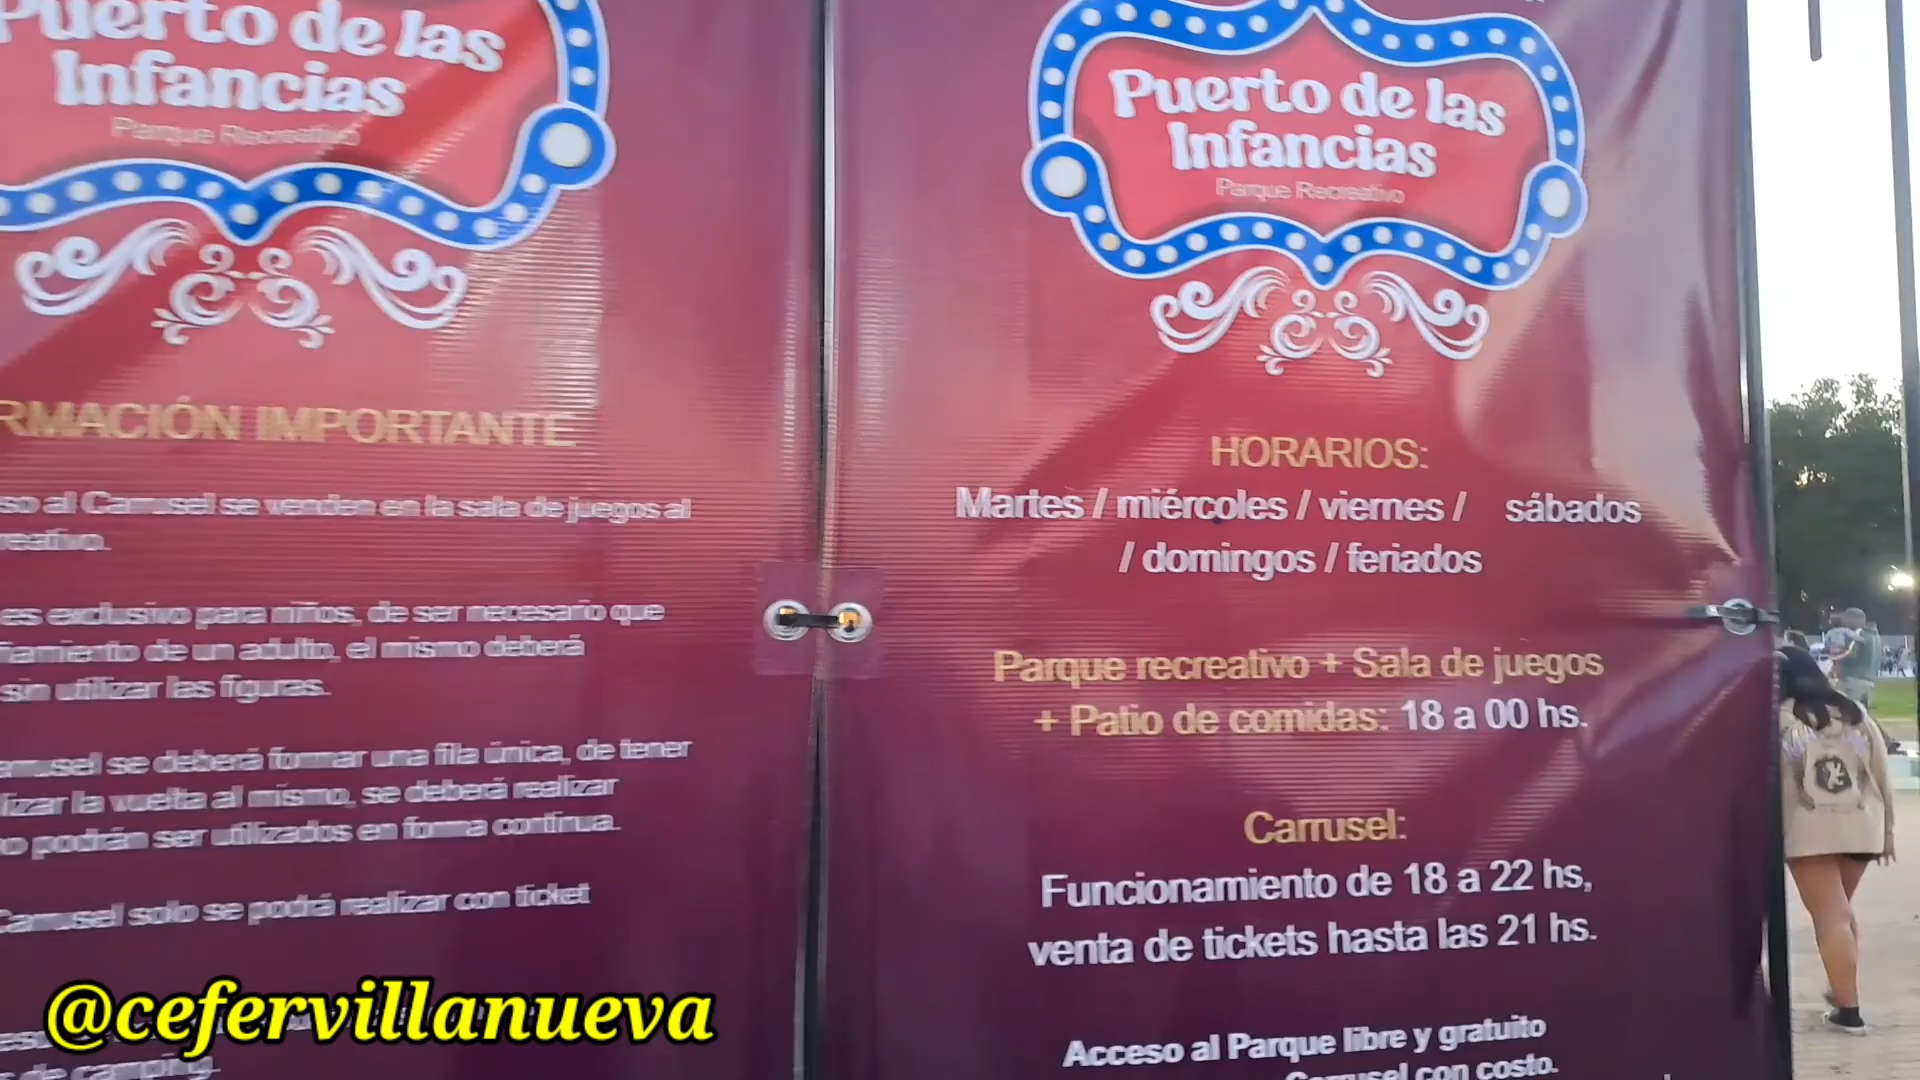 Puerto de las
Infancias
Parque Recreativo
RMACIÓN IMPORTANTE
so al Carrusel se venden en la sala de juegos al
reativo.
es exclusivo para niños, de ser necesario que
ñamiento de un adulto, el mismo deberá
sin utilizar las figuras.
arrusel se deberá formar una fila única, de tener
lizar la vuelta al mismo, se deberá realizar
no podrán ser utilizados en forma continua.
Carrusel solo se podrá realizar con ticket
de camping.
@cefervillanueva
Puerto de las
Infancias
Parque Recreativo
HORARIOS:
Martes / miércoles / viernes / sábados
/ domingos / feriados
Parque recreativo + Sala de juegos
+ Patio de comidas: 18 a 00 hs.
Carrusel:
Funcionamiento de 18 a 22 hs,
venta de tickets hasta las 21 hs.
Acceso al Parque libre y gratuito
Carrusel con costo.